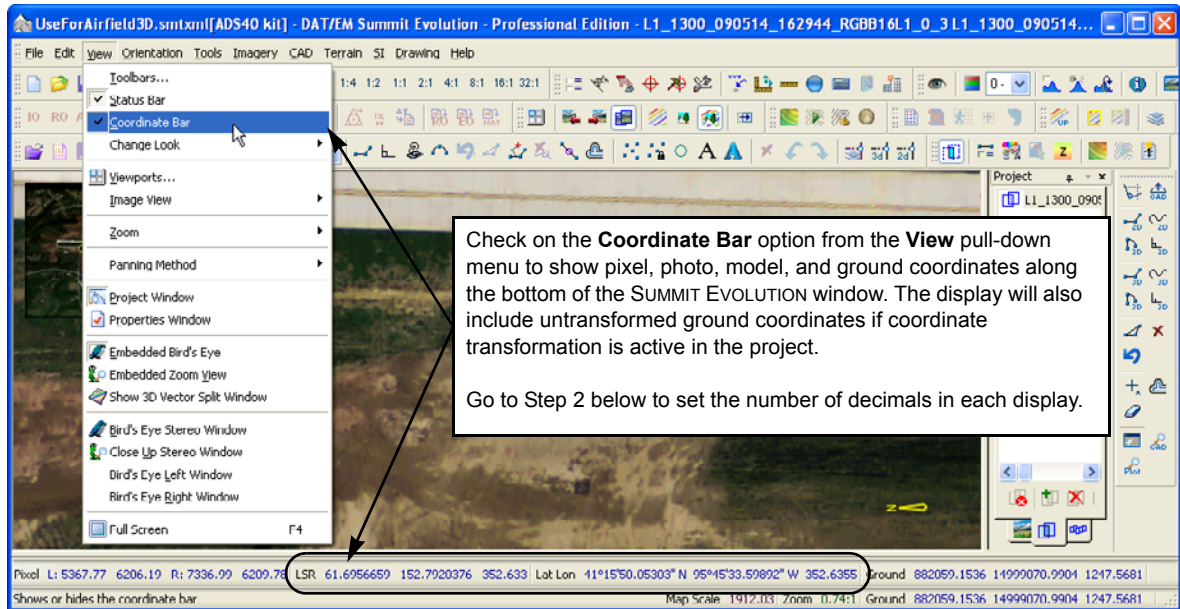 UseForAirfield3D.smtxml[ADS40 kit] - DAT/EM Summit Evolution - Professional Edition - L1_1300_090514_162944_RGBB16L1_0_3 L1_1300_090514...
File Edit View Orientation Tools Imagery CAD Terrain SI Drawing Help
1:4 1:2 1:1 2:1 4:1 8:1 16:1 32:1
0-
IO RO
Toolbars...
Status Bar
Coordinate Bar
Change Look
Viewports...
Image View
Zoom
Panning Method
Project Window
Properties Window
Embedded Bird's Eye
Embedded Zoom View
Show 3D Vector Split Window
Bird's Eye Stereo Window
Close Up Stereo Window
Bird's Eye Left Window
Bird's Eye Right Window
Full Screen F4
Project
L1_1300_090
Check on the Coordinate Bar option from the View pull-down
menu to show pixel, photo, model, and ground coordinates along
the bottom of the SUMMIT EVOLUTION window. The display will also
include untransformed ground coordinates if coordinate
transformation is active in the project.
Go to Step 2 below to set the number of decimals in each display.
Pixel L: 5367.77 6206.19 R: 7336.99 6209.78 LSR 61.6956659 152.7920376 352.633 Lat Lon 41°15'50.05303" N 95°45'33.59892" W 352.6355 Ground 882059.1536 14999070.9904 1247.5681
Shows or hides the coordinate bar Map Scale 1912.03 Zoom 0.74:1 Ground 882059.1536 14999070.9904 1247.5681